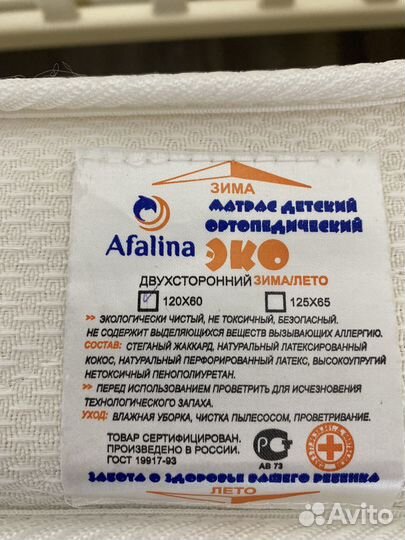 ЗИМА
МАТРАС ДЕТСКИЙ
ОРТОПЕДИЧЕСКИЙ
Afalina ЭКО
ДВУХСТОРОННИЙ ЗИМА/ЛЕТО
120X60 125X65
>> ЭКОЛОГИЧЕСКИ ЧИСТЫЙ, НЕ ТОКСИЧНЫЙ, БЕЗОПАСНЫЙ.
НЕ СОДЕРЖИТ ВЫДЕЛЯЮЩИХСЯ ВЕЩЕСТВ ВЫЗЫВАЮЩИХ АЛЛЕРГИЮ.
СОСТАВ: СТЕГАНЫЙ ЖАККАРД, НАТУРАЛЬНЫЙ ЛАТЕКСИРОВАННЫЙ
КОКОС, НАТУРАЛЬНЫЙ ПЕРФОРИРОВАННЫЙ ЛАТЕКС, ВЫСОКОУПРУГИЙ
НЕТОКСИЧНЫЙ ПЕНОПОЛИУРЕТАН.
>> ПЕРЕД ИСПОЛЬЗОВАНИЕМ ПРОВЕТРИТЬ ДЛЯ ИСЧЕЗНОВЕНИЯ
ТЕХНОЛОГИЧЕСКОГО ЗАПАХА.
УХОД: ВЛАЖНАЯ УБОРКА, ЧИСТКА ПЫЛЕСОСОМ, ПРОВЕТРИВАНИЕ.
ТОВАР СЕРТИФИЦИРОВАН.
ПРОИЗВЕДЕНО В РОССИИ.
ГОСТ 19917-93
АВ 73
ЗАБОТА О ЗДОРОВЬЕ ВАШЕГО РЕБЕНКА
ЛЕТО
Avito